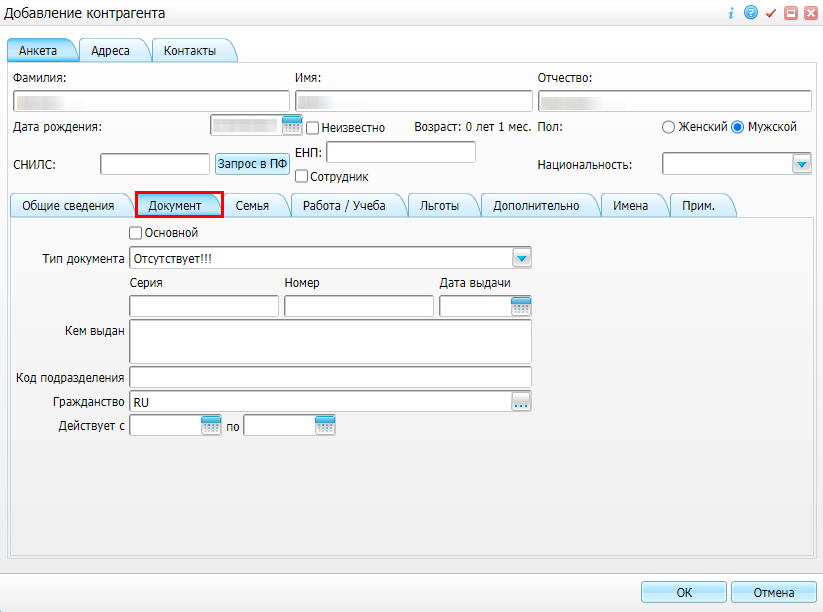 Добавление контрагента
Анкета Адреса Контакты
Фамилия: Имя: Отчество:
Дата рождения: Неизвестно Возраст: 0 лет 1 мес. Пол: Женский Мужской
СНИЛС: Запрос в ПФ ЕНП: Национальность:
Сотрудник
Общие сведения Документ Семья Работа / Учеба Льготы Дополнительно Имена Прим.
Основной
Тип документа Отсутствует!!!
Серия Номер Дата выдачи
Кем выдан
Код подразделения
Гражданство RU ...
Действует с по
ОК Отмена